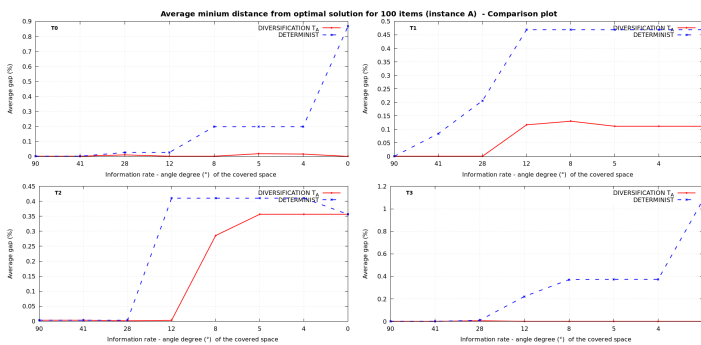 Average minium distance from optimal solution for 100 items (instance A)  - Comparison plot
T0
DIVERSIFICATION TΔ
DETERMINIST
Average gap (%)
0.9
0.8
0.7
0.6
0.5
0.4
0.3
0.2
0.1
0
90 41 28 12 8 5 4 0
Information rate - angle degree (°)  of the covered space
T1
DIVERSIFICATION TΔ
DETERMINIST
Average gap (%)
0.5
0.45
0.4
0.35
0.3
0.25
0.2
0.15
0.1
0.05
0
90 41 28 12 8 5 4
Information rate - angle degree (°)  of the covered space
T2
DIVERSIFICATION TΔ
DETERMINIST
Average gap (%)
0.45
0.4
0.35
0.3
0.25
0.2
0.15
0.1
0.05
0
90 41 28 12 8 5 4 0
Information rate - angle degree (°)  of the covered space
T3
DIVERSIFICATION TΔ
DETERMINIST
Average gap (%)
1.2
1
0.8
0.6
0.4
0.2
0
90 41 28 12 8 5 4
Information rate - angle degree (°)  of the covered space